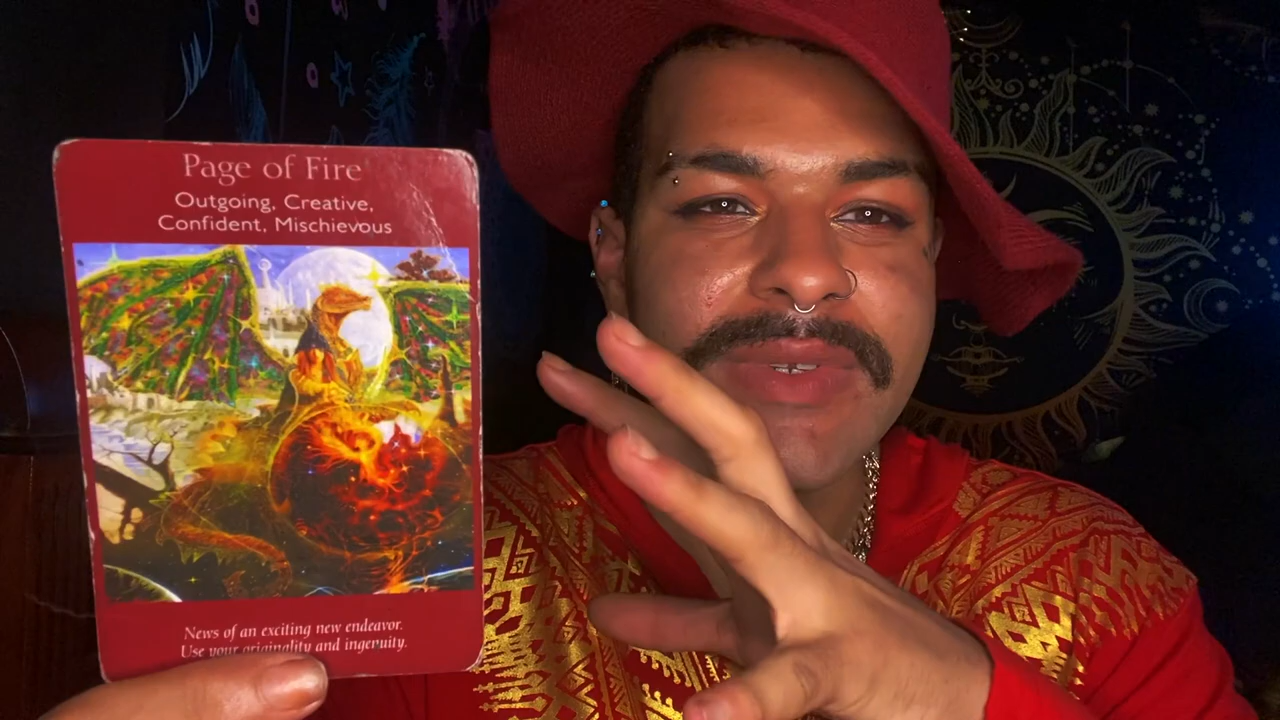 Page of Fire
Outgoing, Creative,
Confident, Mischievous
News of an exciting new endeavor.
Use your originality and ingenuity.